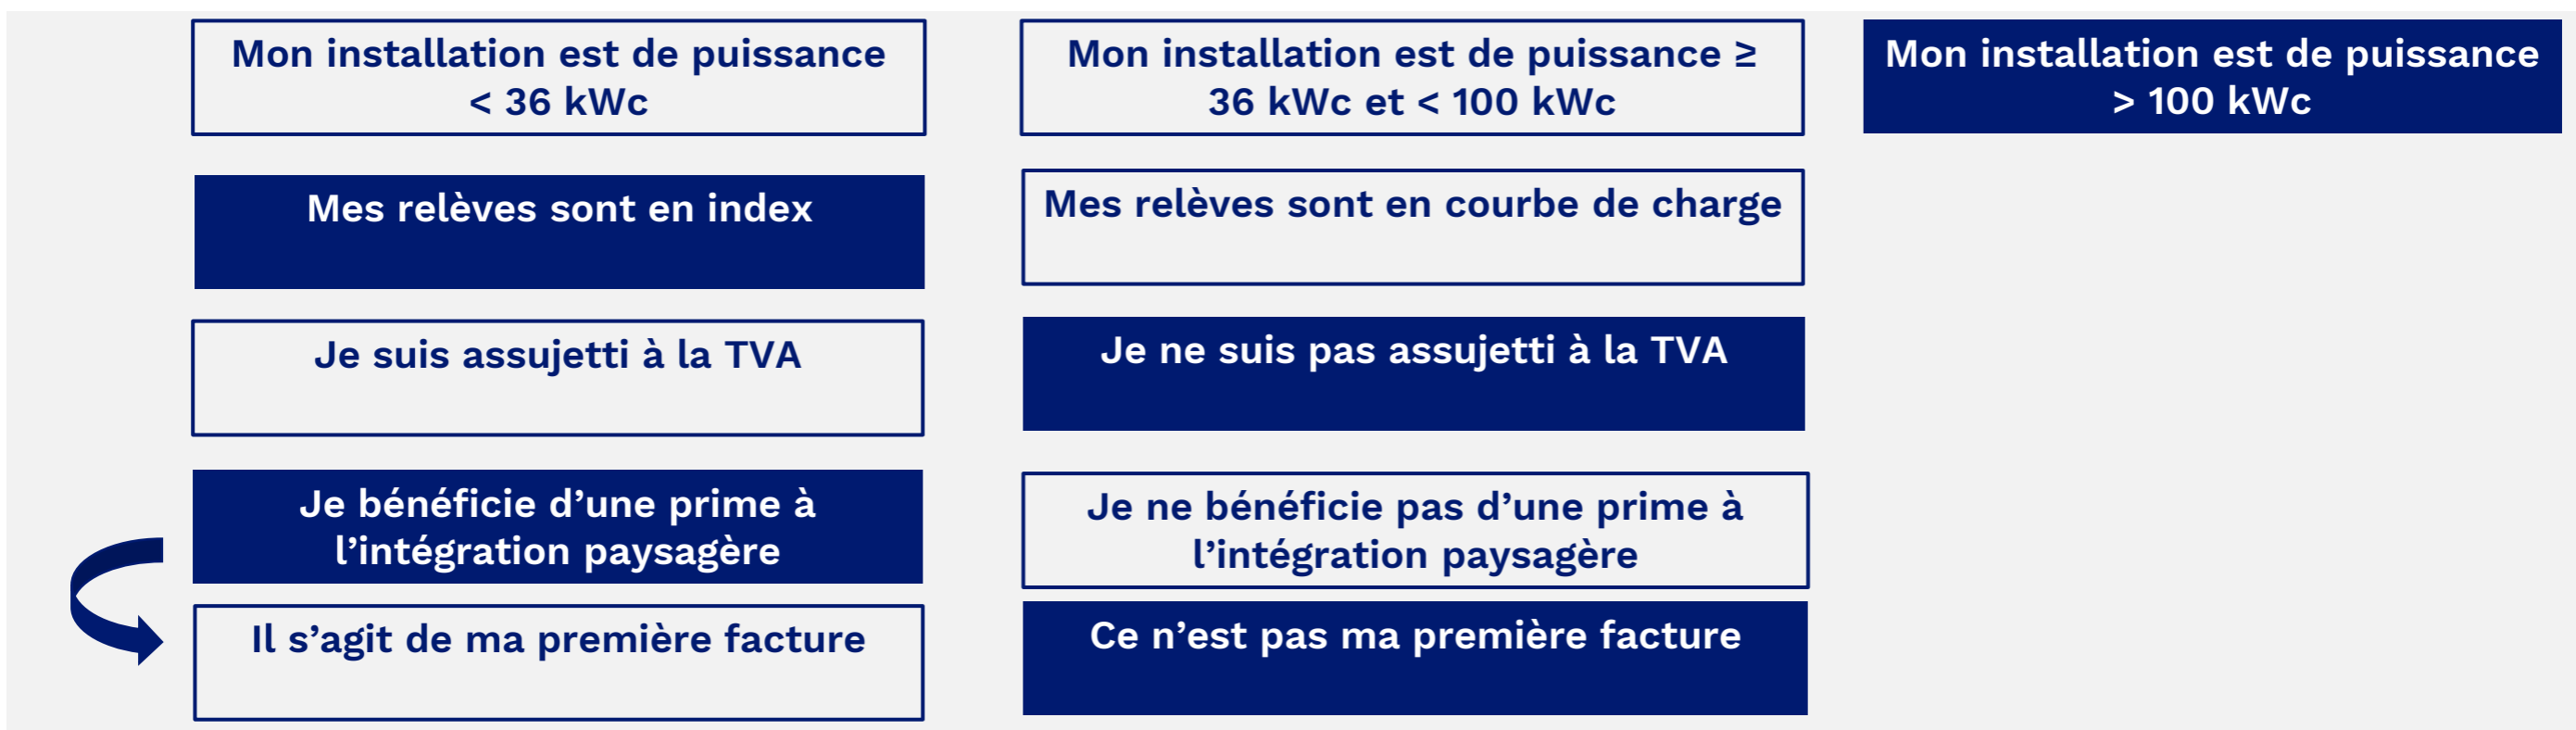 Mon installation est de puissance
< 36 kWc
Mon installation est de puissance ≥
36 kWc et < 100 kWc
Mon installation est de puissance
> 100 kWc
Mes relèves sont en index
Mes relèves sont en courbe de charge
Je suis assujetti à la TVA
Je ne suis pas assujetti à la TVA
Je bénéficie d’une prime à
l’intégration paysagère
Je ne bénéficie pas d’une prime à
l’intégration paysagère
Il s’agit de ma première facture
Ce n’est pas ma première facture